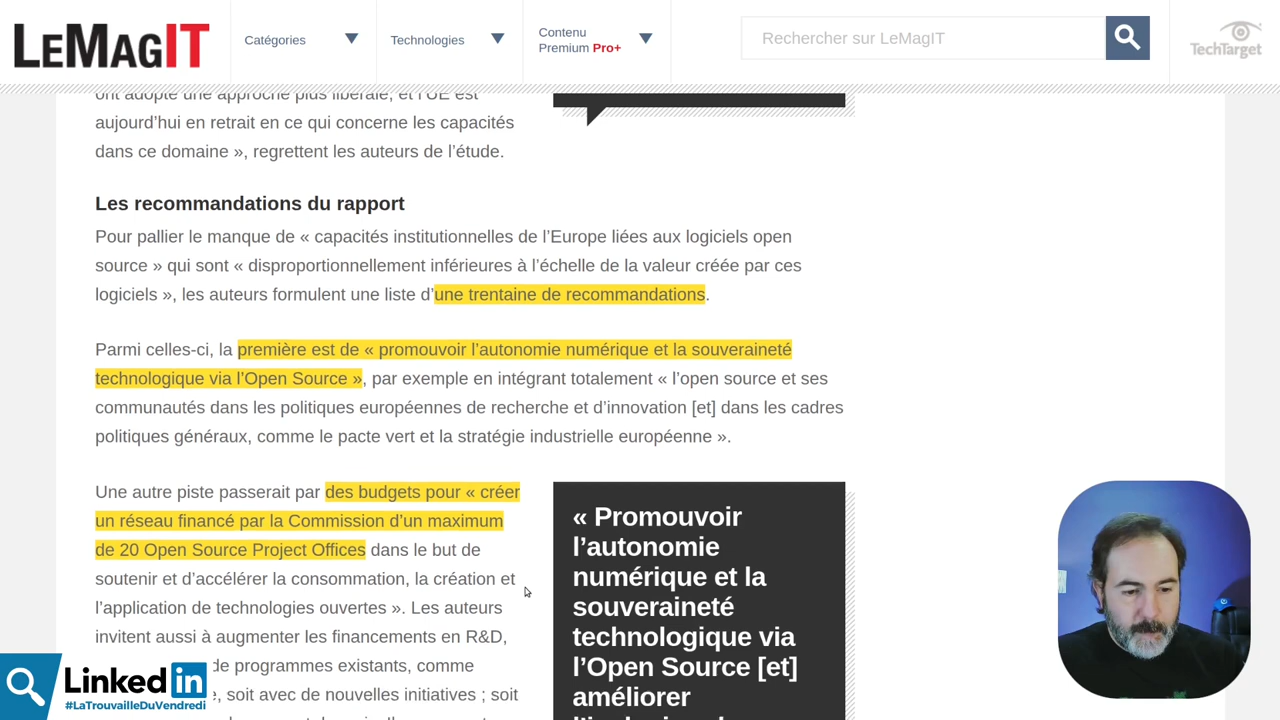 LEMAGIT
Catégories
Technologies
Contenu
Premium Pro+
Rechercher sur LeMagIT
TechTarget
ont adopté une approche plus libérale, et l’UE est
aujourd’hui en retrait en ce qui concerne les capacités
dans ce domaine », regrettent les auteurs de l’étude.
Les recommandations du rapport
Pour pallier le manque de « capacités institutionnelles de l’Europe liées aux logiciels open
source » qui sont « disproportionnellement inférieures à l’échelle de la valeur créée par ces
logiciels », les auteurs formulent une liste d’une trentaine de recommandations.
Parmi celles-ci, la première est de « promouvoir l’autonomie numérique et la souveraineté
technologique via l’Open Source », par exemple en intégrant totalement « l’open source et ses
communautés dans les politiques européennes de recherche et d’innovation [et] dans les cadres
politiques généraux, comme le pacte vert et la stratégie industrielle européenne ».
Une autre piste passerait par des budgets pour « créer
un réseau financé par la Commission d’un maximum
de 20 Open Source Project Offices dans le but de
soutenir et d’accélérer la consommation, la création et
l’application de technologies ouvertes ». Les auteurs
invitent aussi à augmenter les financements en R&D,
de programmes existants, comme
, soit avec de nouvelles initiatives ; soit
« Promouvoir
l’autonomie
numérique et la
souveraineté
technologique via
l’Open Source [et]
améliorer
Linked in
#LaTrouvailleDuVendredi